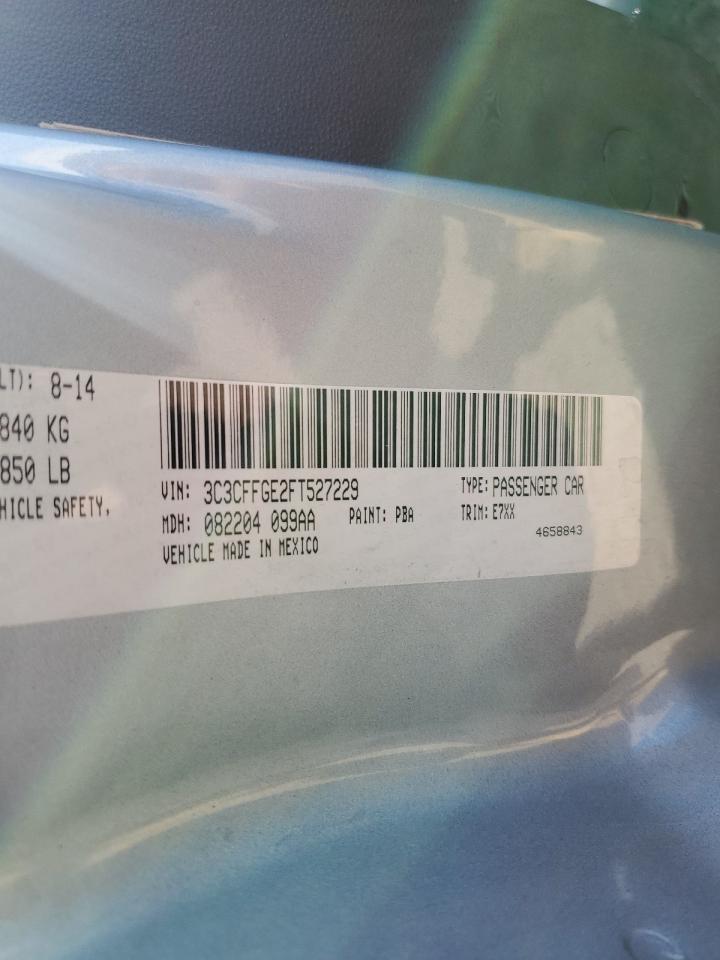 LT): 8-14
840 KG
850 LB
HICLE SAFETY,
VIN: 3C3CFFGE2FT527229
TYPE: PASSENGER CAR
MDH: 082204 099AA
PAINT: PBA
TRIM: E7XX
VEHICLE MADE IN MEXICO
4658843